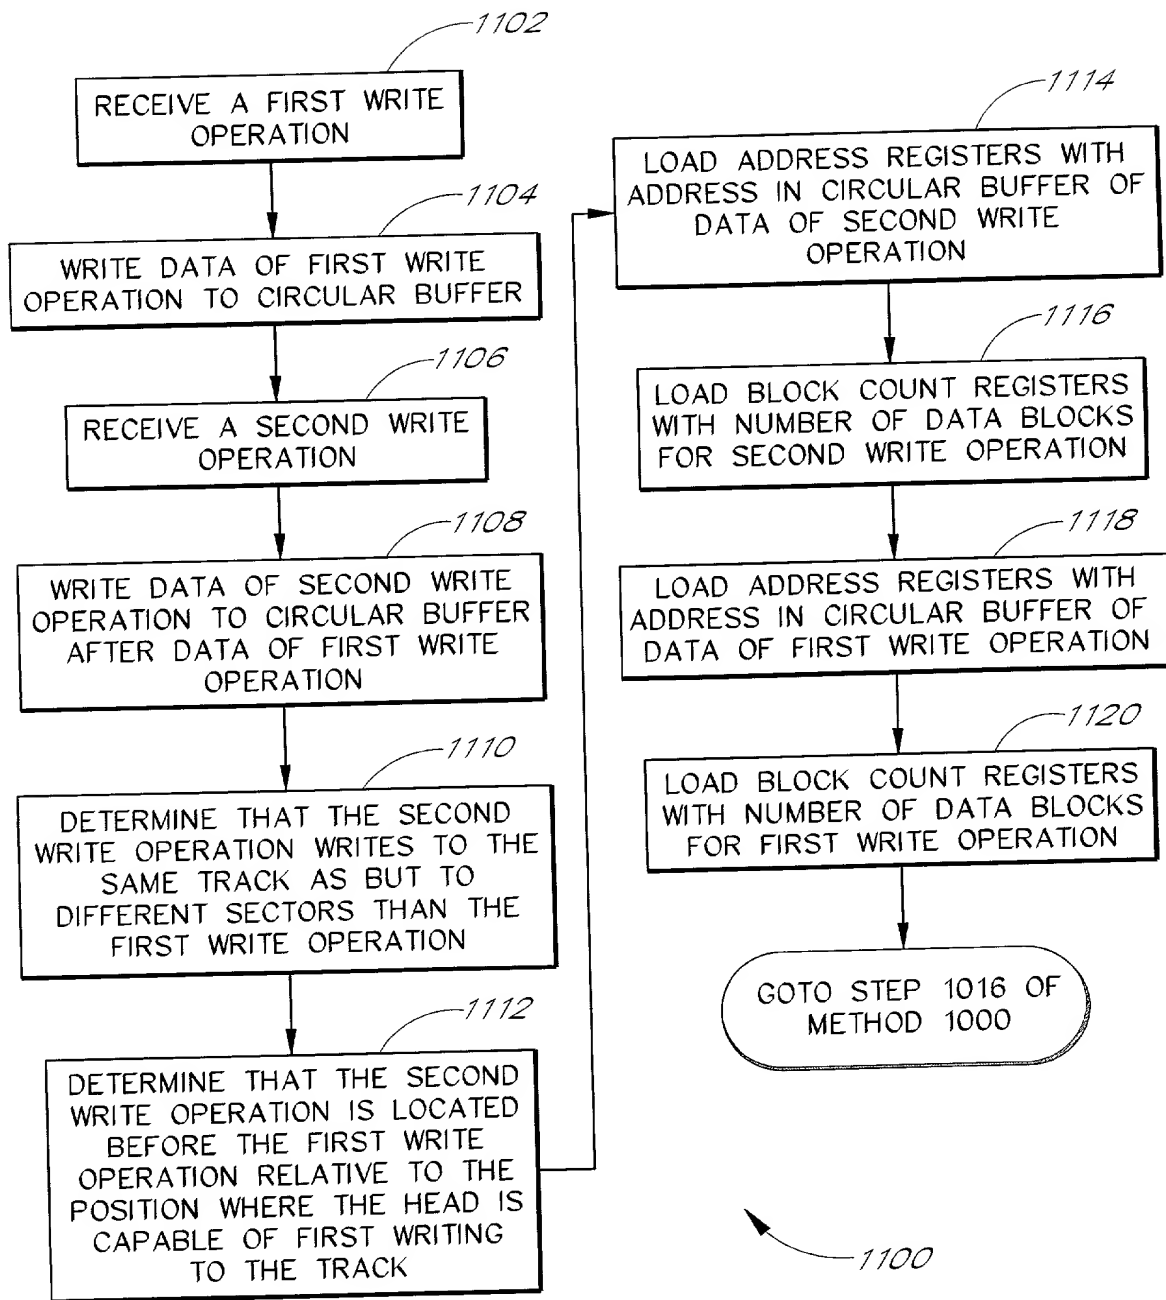 1102
RECEIVE A FIRST WRITE
OPERATION
1104
WRITE DATA OF FIRST WRITE
OPERATION TO CIRCULAR BUFFER
1106
RECEIVE A SECOND WRITE
OPERATION
1108
WRITE DATA OF SECOND WRITE
OPERATION TO CIRCULAR BUFFER
AFTER DATA OF FIRST WRITE
OPERATION
1110
DETERMINE THAT THE SECOND
WRITE OPERATION WRITES TO THE
SAME TRACK AS BUT TO
DIFFERENT SECTORS THAN THE
FIRST WRITE OPERATION
1112
DETERMINE THAT THE SECOND
WRITE OPERATION IS LOCATED
BEFORE THE FIRST WRITE
OPERATION RELATIVE TO THE
POSITION WHERE THE HEAD IS
CAPABLE OF FIRST WRITING
TO THE TRACK
1114
LOAD ADDRESS REGISTERS WITH
ADDRESS IN CIRCULAR BUFFER OF
DATA OF SECOND WRITE
OPERATION
1116
LOAD BLOCK COUNT REGISTERS
WITH NUMBER OF DATA BLOCKS
FOR SECOND WRITE OPERATION
1118
LOAD ADDRESS REGISTERS WITH
ADDRESS IN CIRCULAR BUFFER OF
DATA OF FIRST WRITE OPERATION
1120
LOAD BLOCK COUNT REGISTERS
WITH NUMBER OF DATA BLOCKS
FOR FIRST WRITE OPERATION
GOTO STEP 1016 OF
METHOD 1000
1100